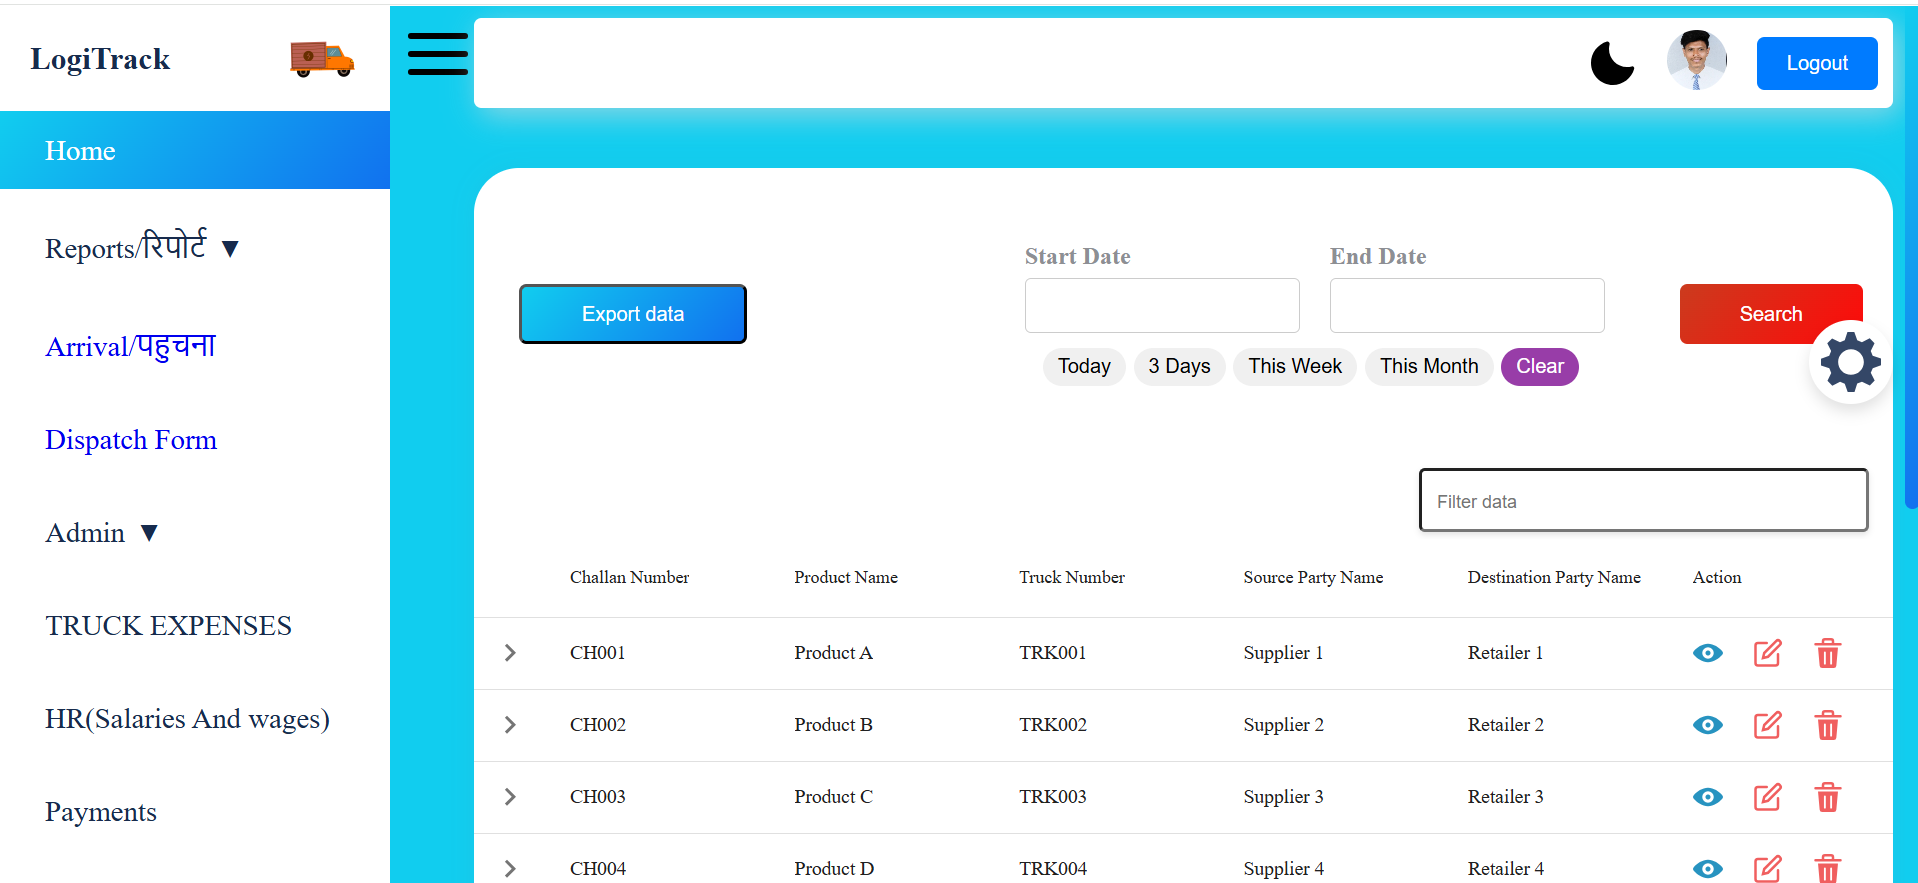 LogiTrack
Logout
Home
Reports/रिपोर्ट ▼
Arrival/पहुचना
Dispatch Form
Admin ▼
TRUCK EXPENSES
HR(Salaries And wages)
Payments
Start Date
End Date
Export data
Search
Today
3 Days
This Week
This Month
Clear
Filter data
Challan Number Product Name Truck Number Source Party Name Destination Party Name Action
CH001 Product A TRK001 Supplier 1 Retailer 1
CH002 Product B TRK002 Supplier 2 Retailer 2
CH003 Product C TRK003 Supplier 3 Retailer 3
CH004 Product D TRK004 Supplier 4 Retailer 4